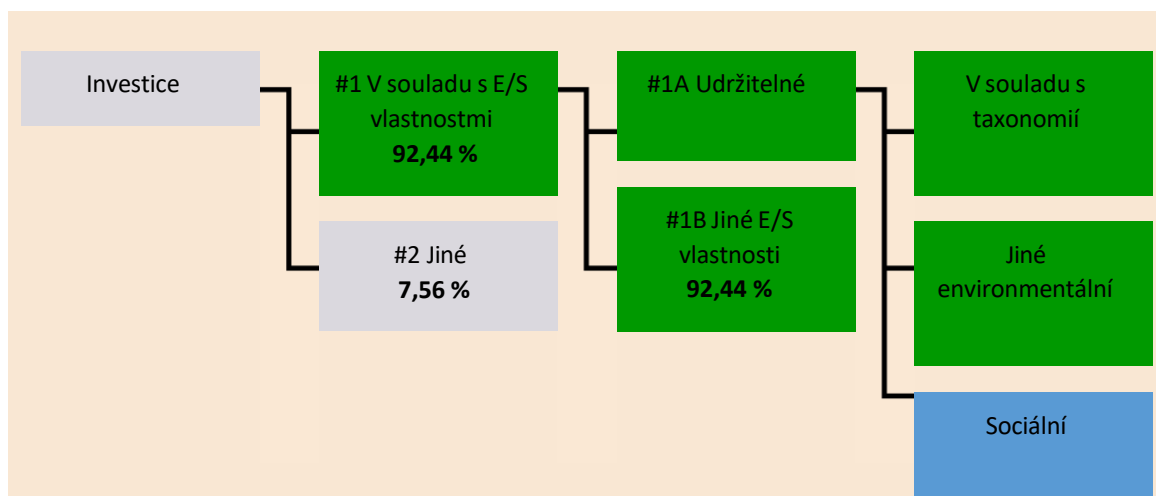 Investice
#1 V souladu s E/S
vlastnostmi
92,44 %
#2 Jiné
7,56 %
#1A Udržitelné
#1B Jiné E/S
vlastnosti
92,44 %
V souladu s
taxonomií
Jiné
environmentální
Sociální